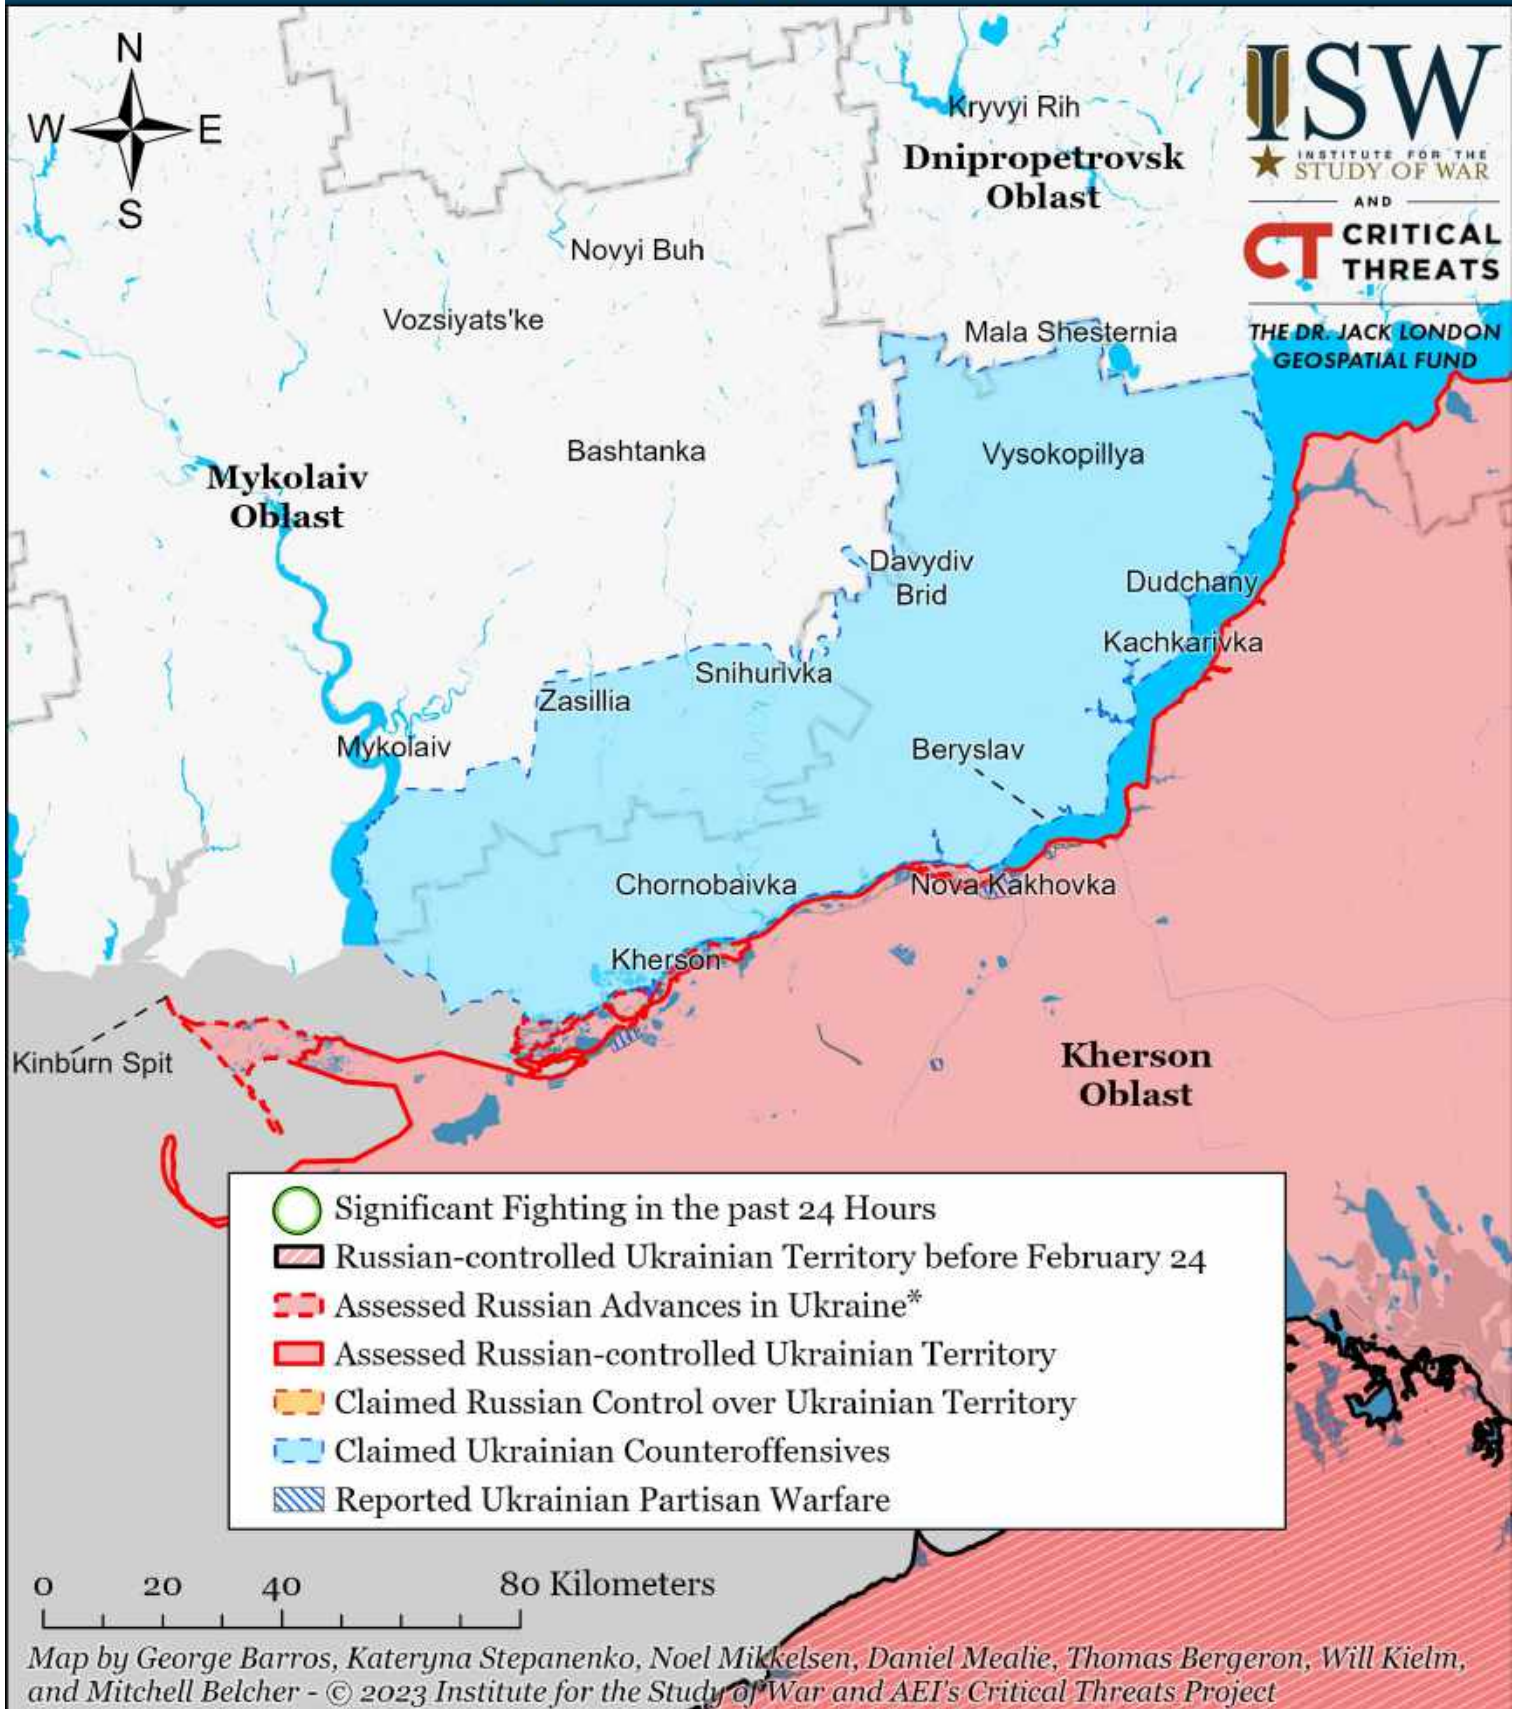 N
W E
S
Kryvyi Rih
Dnipropetrovsk
Oblast
ISW
INSTITUTE FOR THE
STUDY OF WAR
AND
CT CRITICAL
THREATS
THE DR. JACK LONDON
GEOSPATIAL FUND
Novyi Buh
Vozsiyats'ke
Mala Shesternia
Bashtanka
Vysokopillya
Mykolaiv
Oblast
Davydiv
Brid
Dudchany
Kachkarivka
Snihurivka
Zasillia
Mykolaiv
Beryslav
Chornobaivka
Nova Kakhovka
Kherson
Kinburn Spit
Kherson
Oblast
Significant Fighting in the past 24 Hours
Russian-controlled Ukrainian Territory before February 24
Assessed Russian Advances in Ukraine*
Assessed Russian-controlled Ukrainian Territory
Claimed Russian Control over Ukrainian Territory
Claimed Ukrainian Counteroffensives
Reported Ukrainian Partisan Warfare
0 20 40 80 Kilometers
Map by George Barros, Kateryna Stepanenko, Noel Mikkelsen, Daniel Mealie, Thomas Bergeron, Will Kielm,
and Mitchell Belcher - © 2023 Institute for the Study of War and AEI's Critical Threats Project